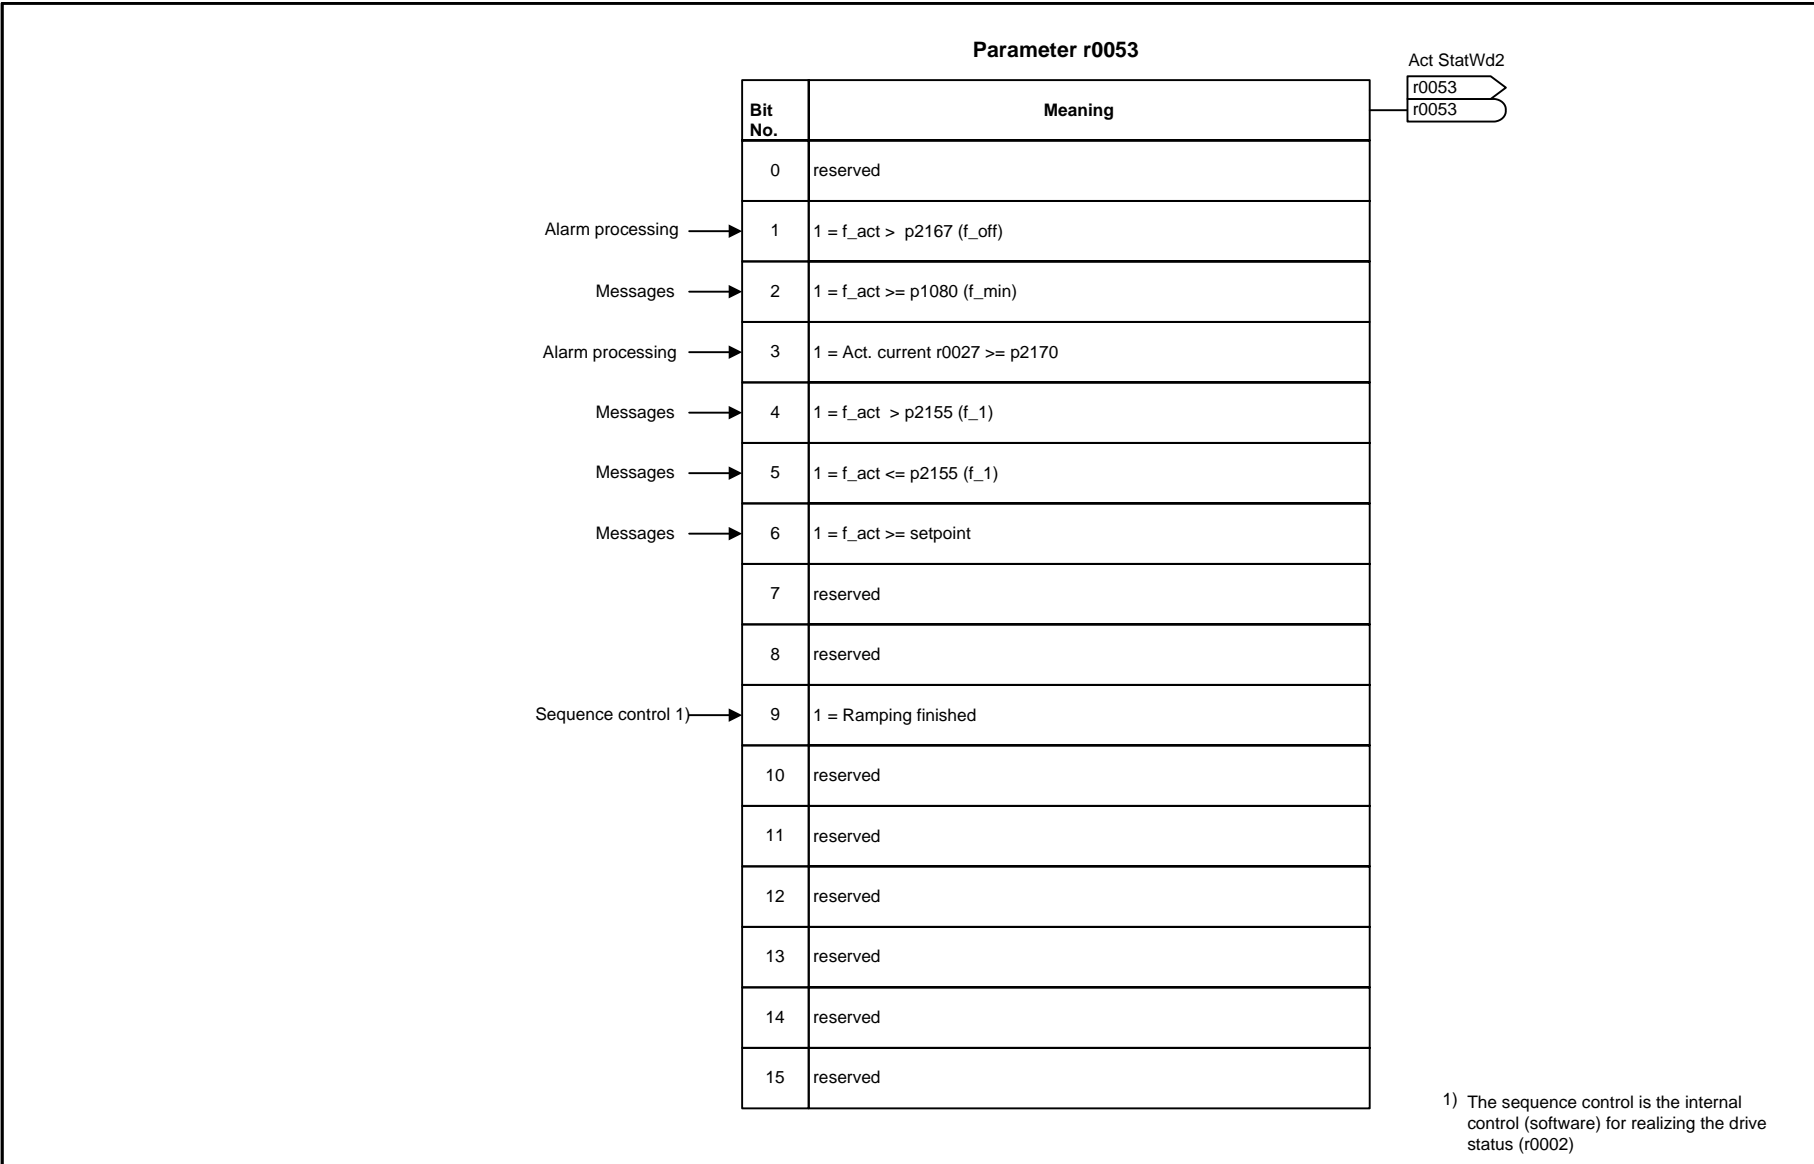 Parameter r0053
Act StatWd2
r0053
r0053
Bit No. Meaning
0 reserved
Alarm processing 1 1 = f_act > p2167 (f_off)
Messages 2 1 = f_act >= p1080 (f_min)
Alarm processing 3 1 = Act. current r0027 >= p2170
Messages 4 1 = f_act > p2155 (f_1)
Messages 5 1 = f_act <= p2155 (f_1)
Messages 6 1 = f_act >= setpoint
7 reserved
8 reserved
Sequence control 1) 9 1 = Ramping finished
10 reserved
11 reserved
12 reserved
13 reserved
14 reserved
15 reserved
1) The sequence control is the internal
control (software) for realizing the drive
status (r0002)